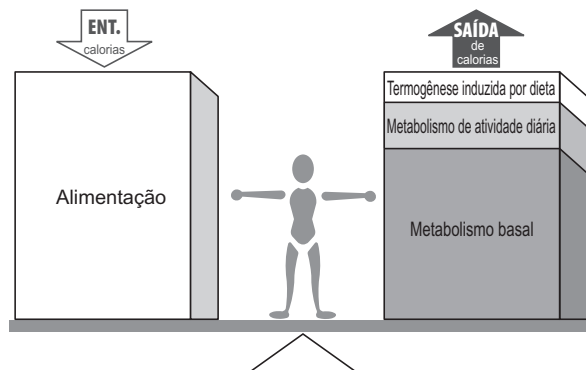 ENT.
calorias
SAÍDA
de
calorias
Alimentação
Termogênese induzida por dieta
Metabolismo de atividade diária
Metabolismo basal